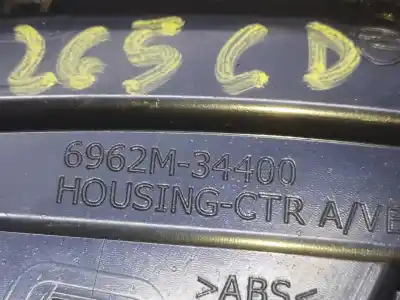 265 CD
6962M-34400
HOUSING-CTR A/VE
>ABS<